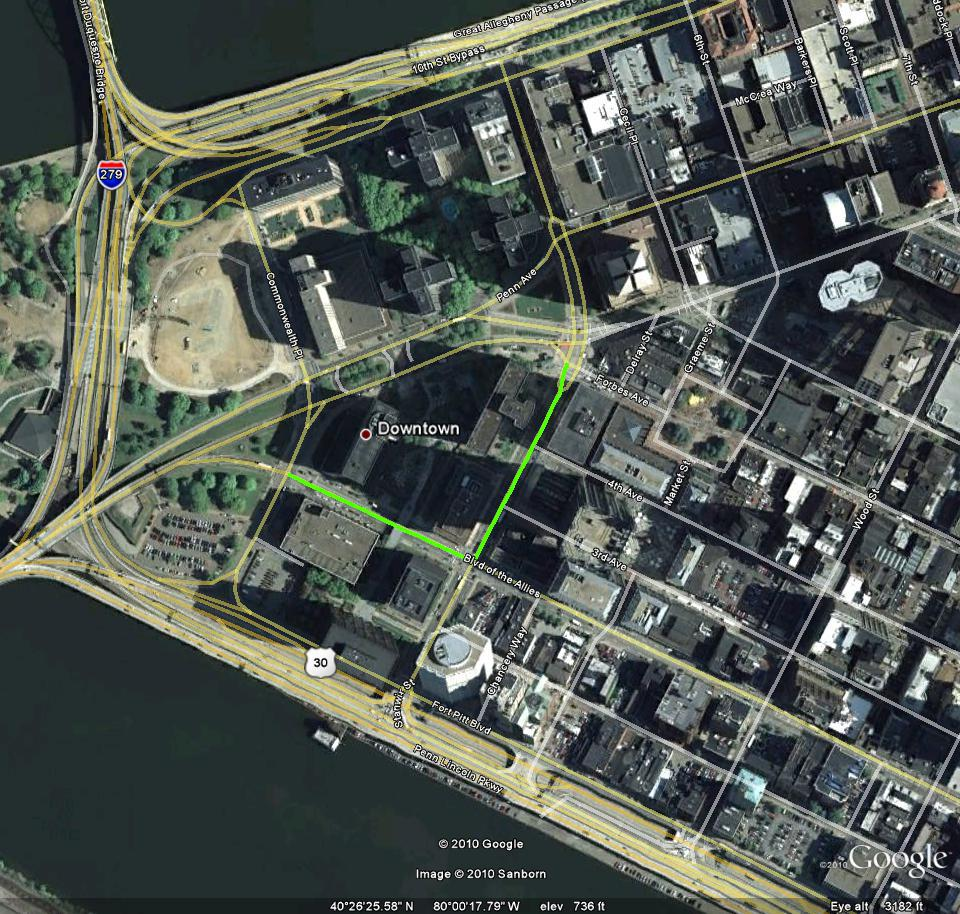 Great Allegheny Passage
10th St Bypass
Duquesne Bridge
6th St
Barkers Pl
Scott Pl
7th St
McCrea Way
Cecil Pl
279
Penn Ave
Commonwealth Pl
Delray St
Graeme St
Forbes Ave
Downtown
4th Ave
Market St
Wood St
3rd Ave
Blvd of the Allies
Chancery Way
30
Stanwix St
Fort Pitt Blvd
Penn Lincoln Pkwy
© 2010 Google
Image © 2010 Sanborn
©2010 Google
40°26'25.58" N 80°00'17.79" W elev 736 ft Eye alt 3182 ft